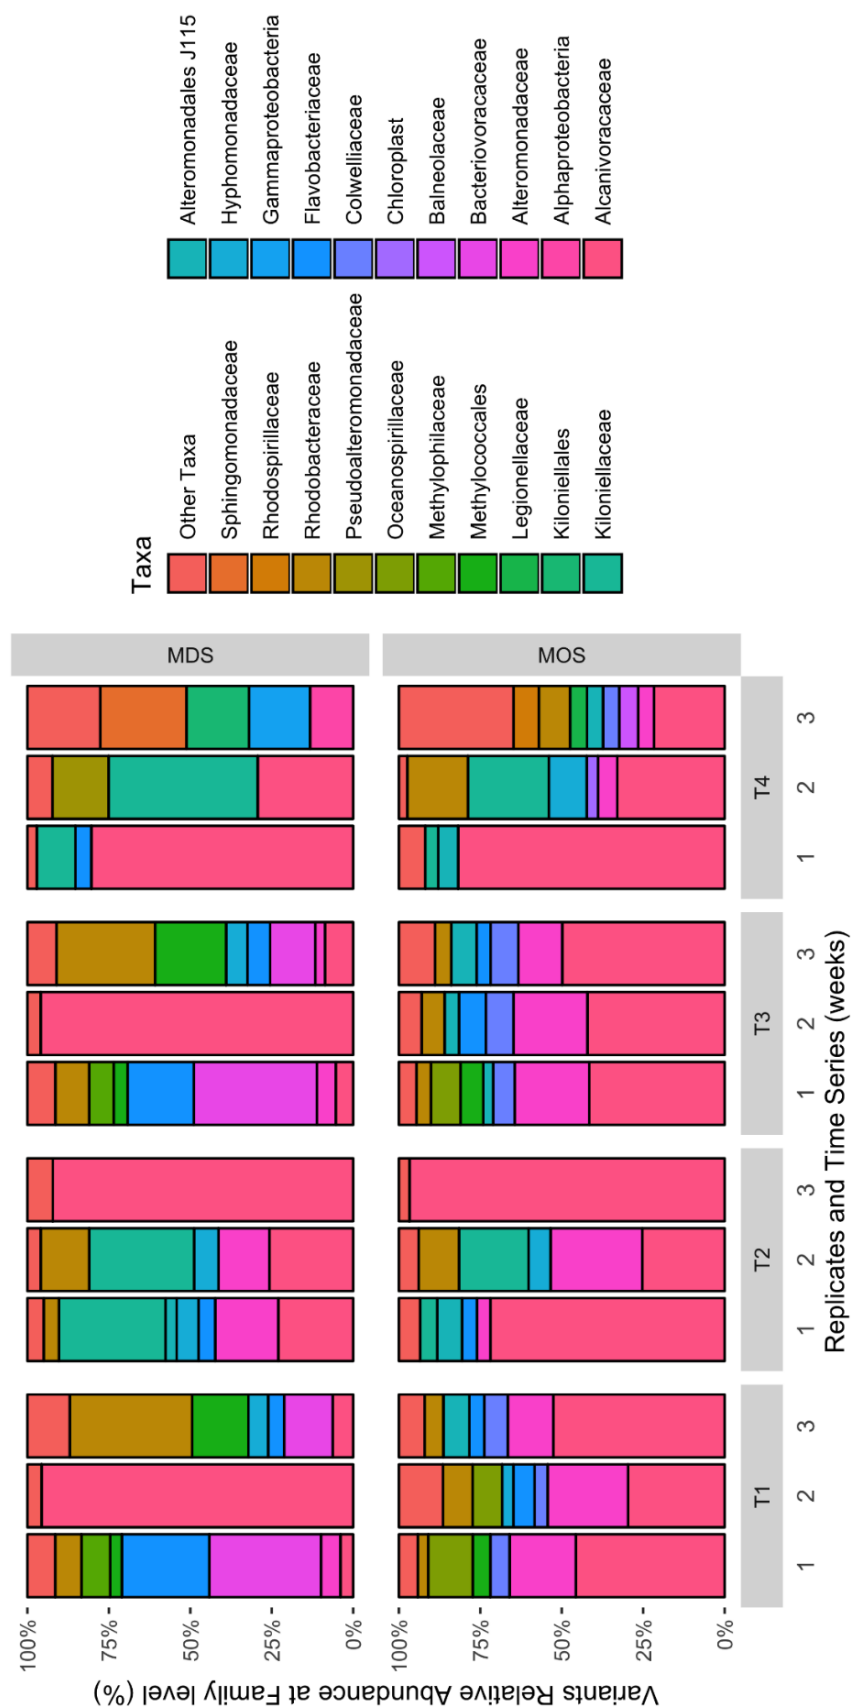 Variants Relative Abundance at Family level (%)
100%
75%
50%
25%
0%
100%
75%
50%
25%
0%
MDS
MOS
1
2
3
1
2
3
1
2
3
1
2
3
T1
T2
T3
T4
Replicates and Time Series (weeks)
Taxa
Other Taxa
Sphingomonadaceae
Rhodospirillaceae
Rhodobacteraceae
Pseudoalteromonadaceae
Oceanospirillaceae
Methylophilaceae
Methylococcales
Legionellaceae
Kiloniellales
Kiloniellaceae
Alteromonadales J115
Hyphomonadaceae
Gammaproteobacteria
Flavobacteriaceae
Colwelliaceae
Chloroplast
Balneolaceae
Bacteriovoracaceae
Alteromonadaceae
Alphaproteobacteria
Alcanivoracaceae